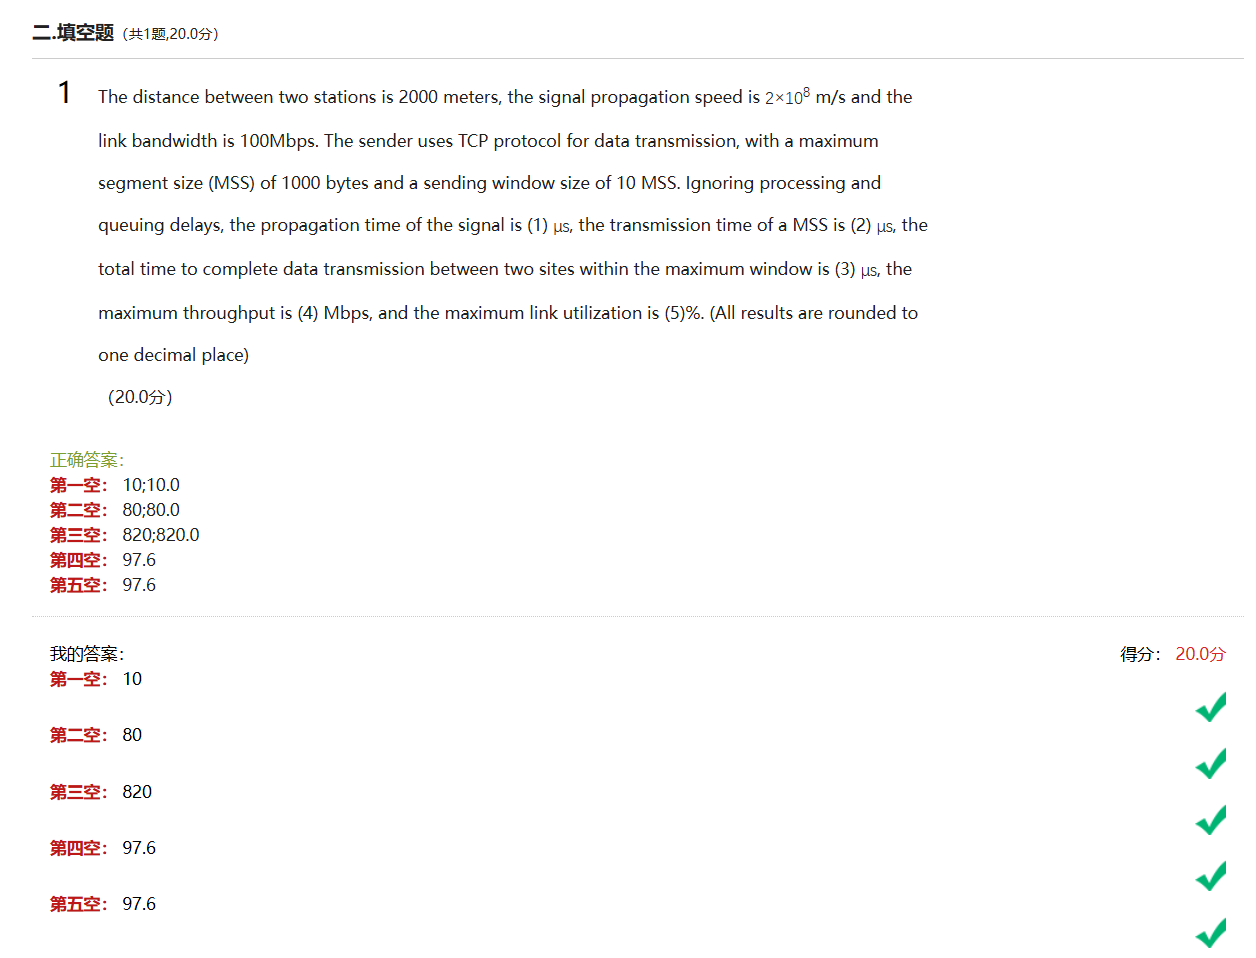 二.填空题（共1题,20.0分）
1 The distance between two stations is 2000 meters, the signal propagation speed is 2×10⁸ m/s and the
link bandwidth is 100Mbps. The sender uses TCP protocol for data transmission, with a maximum
segment size (MSS) of 1000 bytes and a sending window size of 10 MSS. Ignoring processing and
queuing delays, the propagation time of the signal is (1) μs, the transmission time of a MSS is (2) μs, the
total time to complete data transmission between two sites within the maximum window is (3) μs, the
maximum throughput is (4) Mbps, and the maximum link utilization is (5)%. (All results are rounded to
one decimal place)
（20.0分）
正确答案：
第一空： 10;10.0
第二空： 80;80.0
第三空： 820;820.0
第四空： 97.6
第五空： 97.6
我的答案： 得分： 20.0分
第一空： 10
第二空： 80
第三空： 820
第四空： 97.6
第五空： 97.6